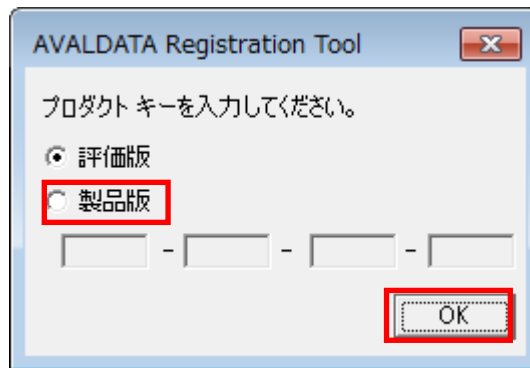 AVALDATA Registration Tool
プロダクト キーを入力してください。
評価版
製品版
- - -
OK